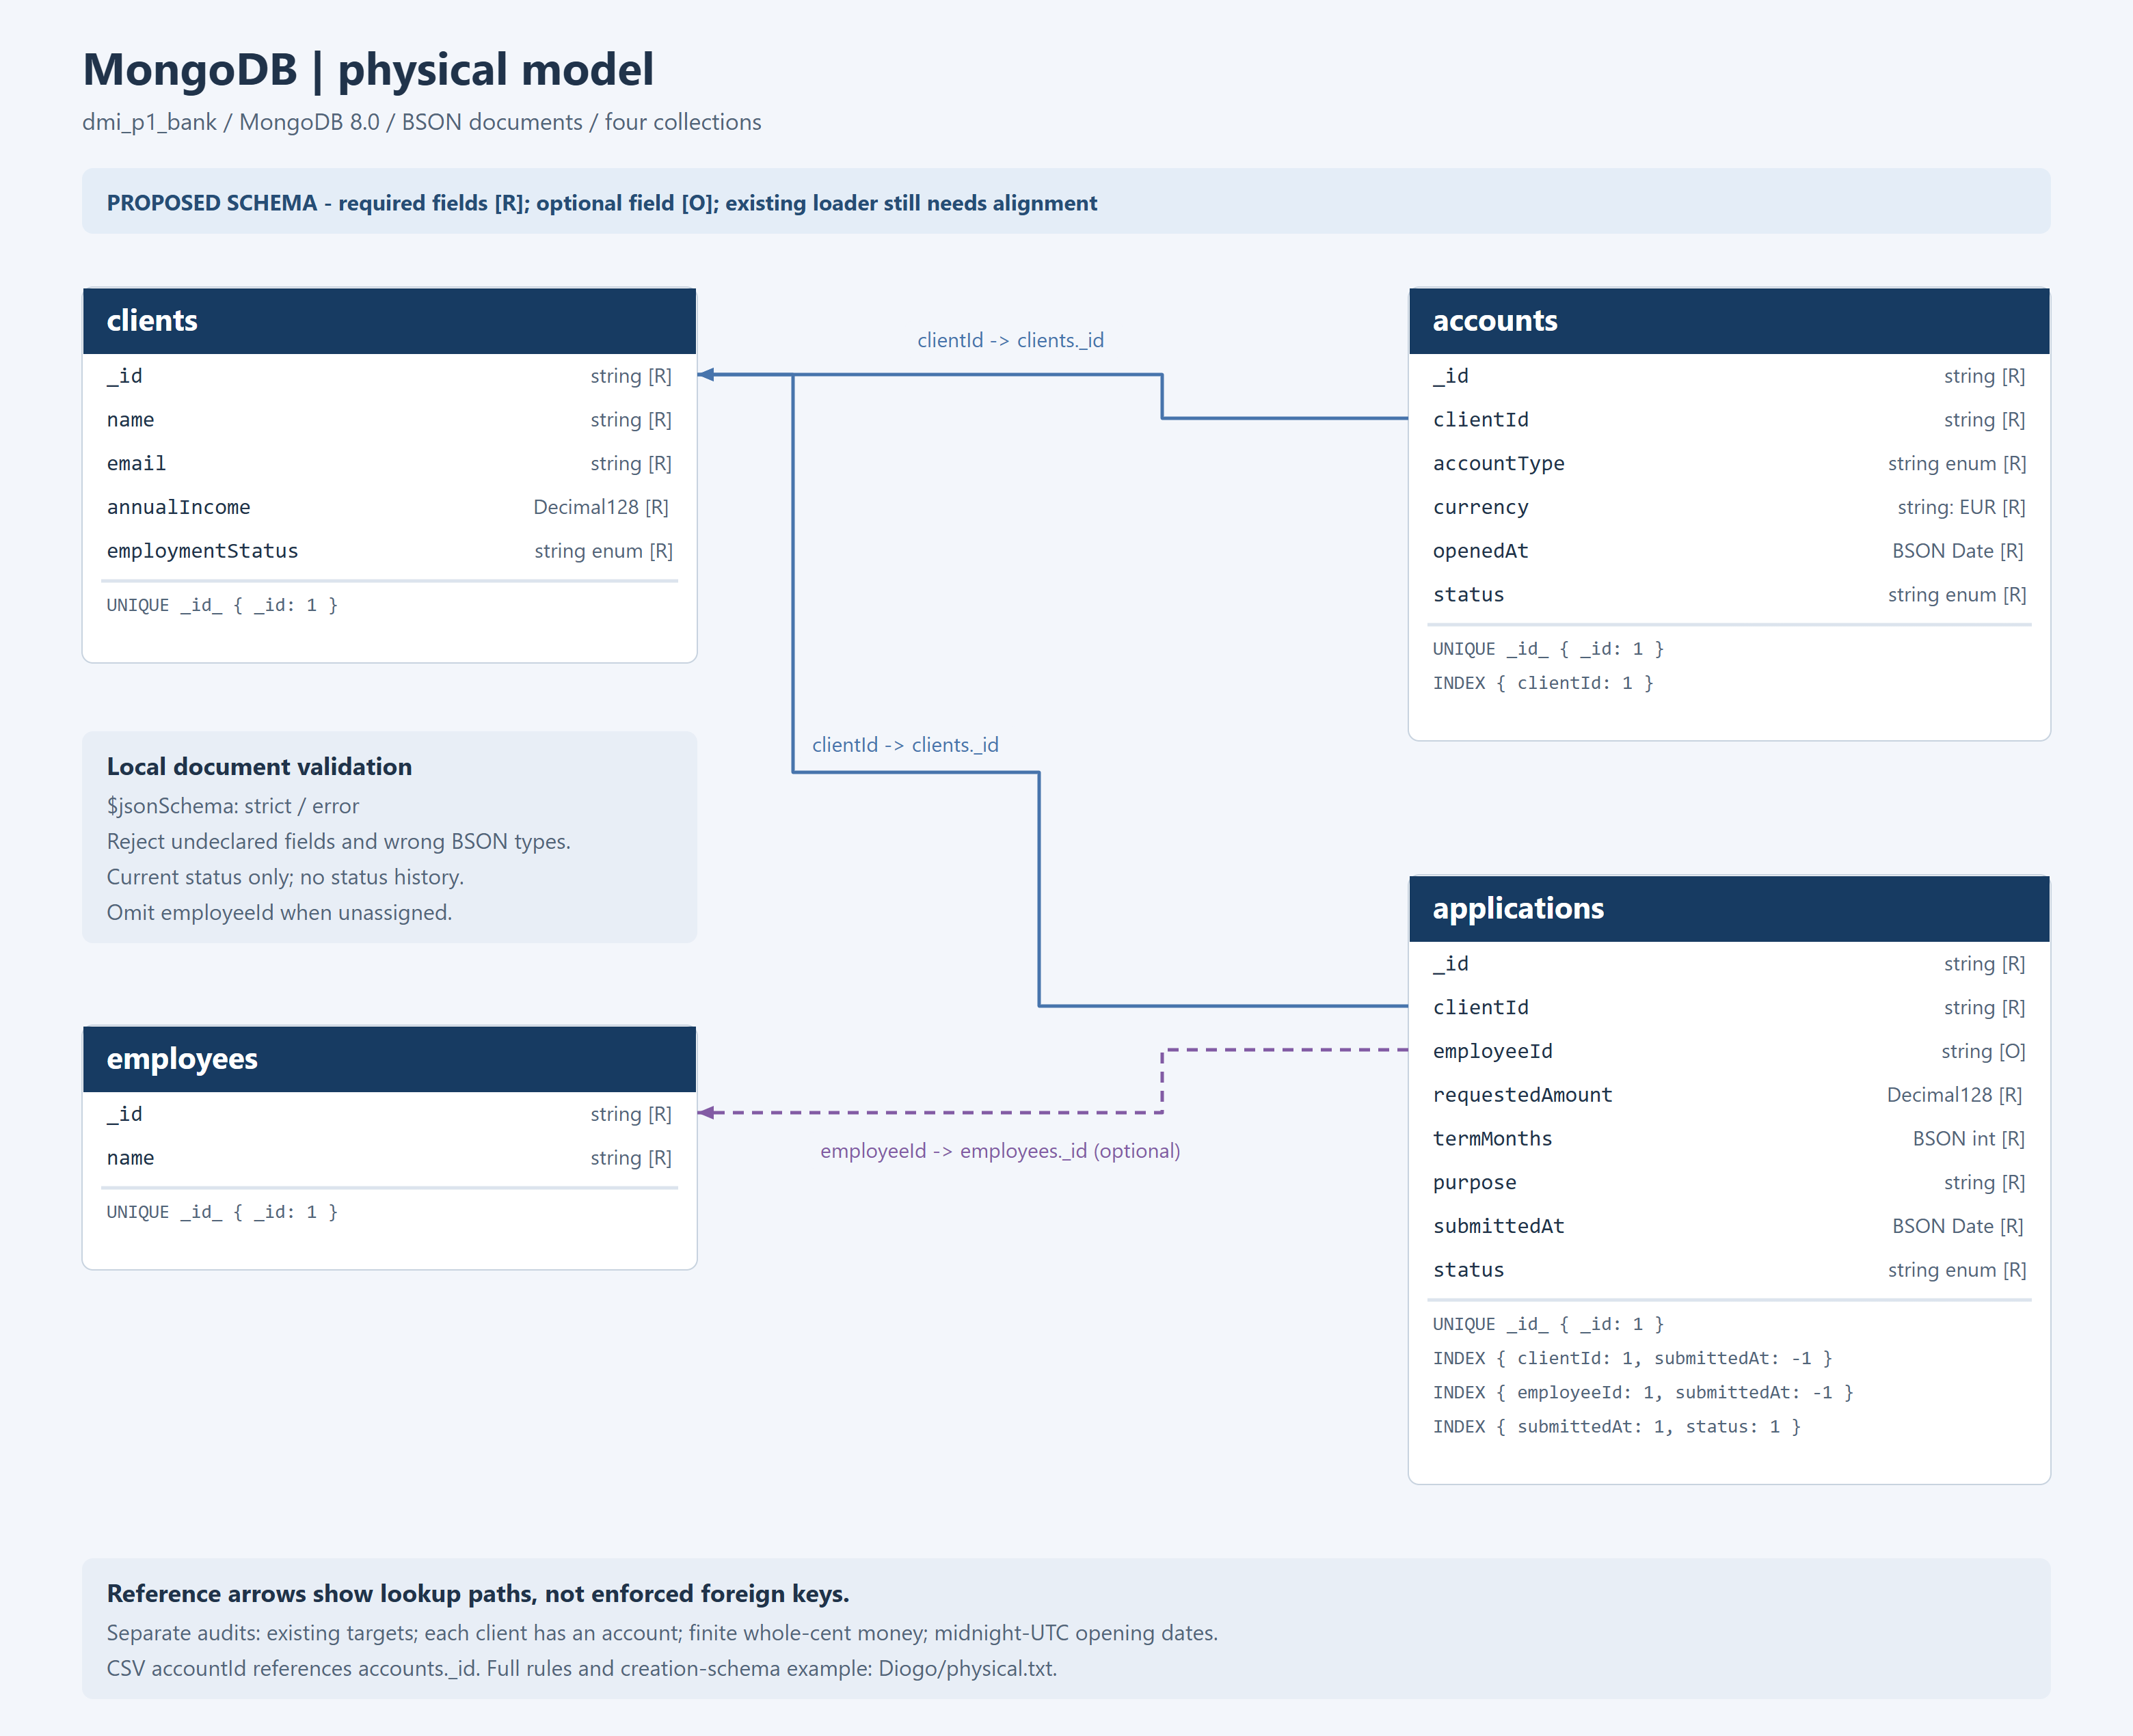 MongoDB | physical model
dmi_p1_bank / MongoDB 8.0 / BSON documents / four collections
PROPOSED SCHEMA - required fields [R]; optional field [O]; existing loader still needs alignment
clients
_id string [R]
name string [R]
email string [R]
annualIncome Decimal128 [R]
employmentStatus string enum [R]
UNIQUE _id_ { _id: 1 }
clientId -> clients._id
accounts
_id string [R]
clientId string [R]
accountType string enum [R]
currency string: EUR [R]
openedAt BSON Date [R]
status string enum [R]
UNIQUE _id_ { _id: 1 }
INDEX { clientId: 1 }
clientId -> clients._id
Local document validation
$jsonSchema: strict / error
Reject undeclared fields and wrong BSON types.
Current status only; no status history.
Omit employeeId when unassigned.
employees
_id string [R]
name string [R]
UNIQUE _id_ { _id: 1 }
employeeId -> employees._id (optional)
applications
_id string [R]
clientId string [R]
employeeId string [O]
requestedAmount Decimal128 [R]
termMonths BSON int [R]
purpose string [R]
submittedAt BSON Date [R]
status string enum [R]
UNIQUE _id_ { _id: 1 }
INDEX { clientId: 1, submittedAt: -1 }
INDEX { employeeId: 1, submittedAt: -1 }
INDEX { submittedAt: 1, status: 1 }
Reference arrows show lookup paths, not enforced foreign keys.
Separate audits: existing targets; each client has an account; finite whole-cent money; midnight-UTC opening dates.
CSV accountId references accounts._id. Full rules and creation-schema example: Diogo/physical.txt.